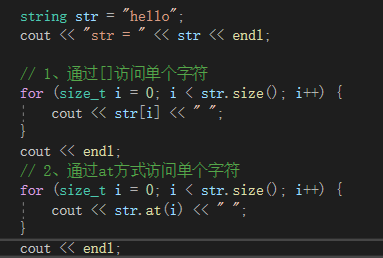 string str = "hello";
cout << "str = " << str << endl;
// 1、通过[]访问单个字符
for (size_t i = 0; i < str.size(); i++) {
cout << str[i] << " ";
}
cout << endl;
// 2、通过at方式访问单个字符
for (size_t i = 0; i < str.size(); i++) {
cout << str.at(i) << " ";
}
cout << endl;